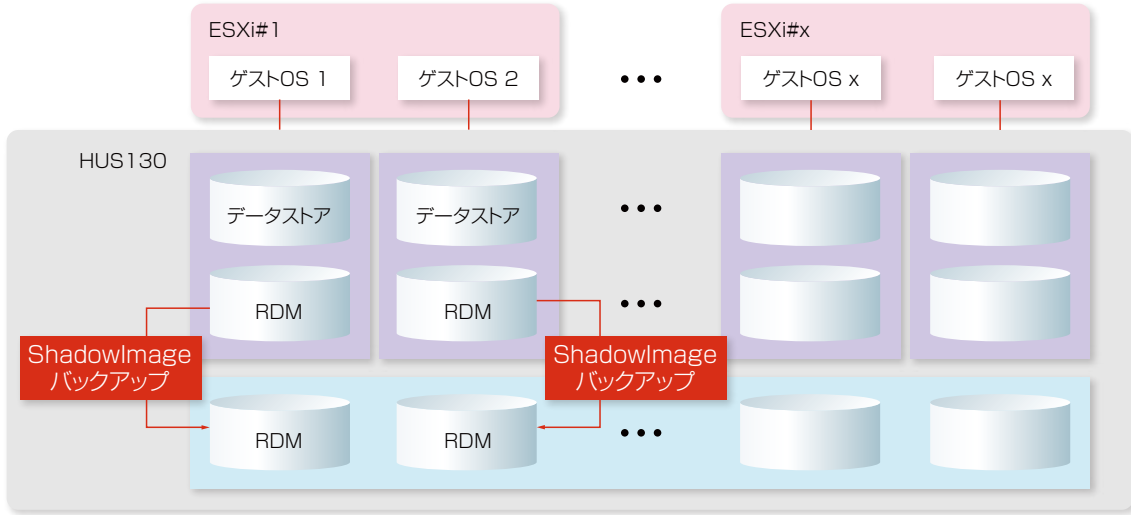 ESXi#1
ESXi#x
ゲストOS 1
ゲストOS 2
•••
ゲストOS x
ゲストOS x
HUS130
データストア
データストア
•••
RDM
RDM
•••
ShadowImage
バックアップ
ShadowImage
バックアップ
RDM
RDM
•••